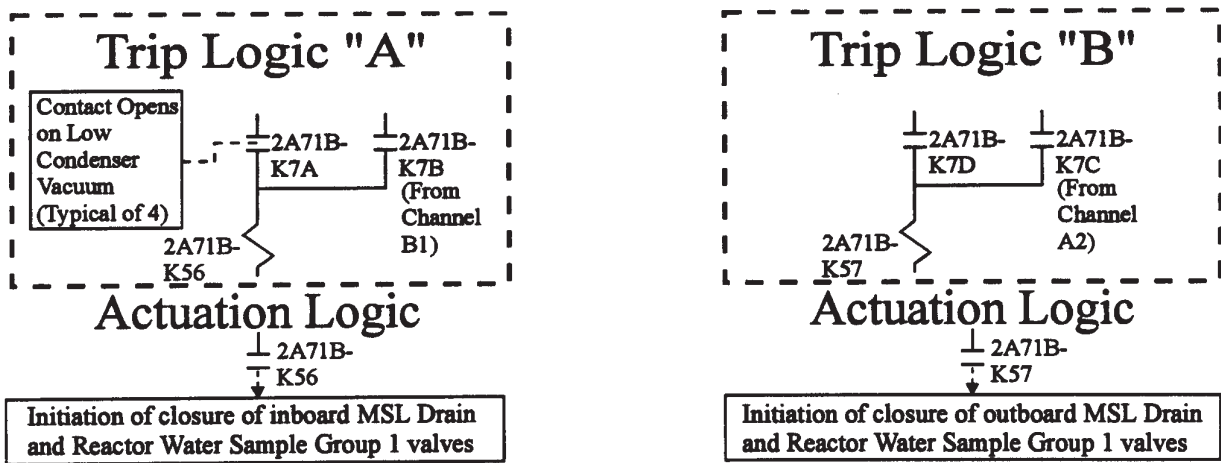 Trip Logic "A"
Contact Opens
on Low
Condenser
Vacuum
(Typical of 4)
2A71B-
K7A
2A71B-
K7B
(From
Channel
B1)
2A71B-
K56
Actuation Logic
2A71B-
K56
Initiation of closure of inboard MSL Drain
and Reactor Water Sample Group 1 valves
Trip Logic "B"
2A71B-
K7D
2A71B-
K7C
(From
Channel
A2)
2A71B-
K57
Actuation Logic
2A71B-
K57
Initiation of closure of outboard MSL Drain
and Reactor Water Sample Group 1 valves